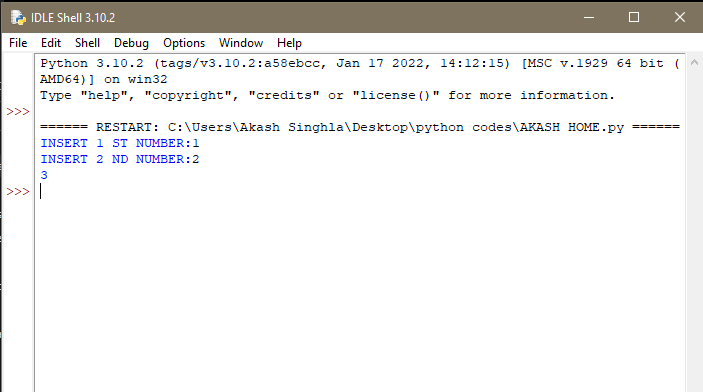 IDLE Shell 3.10.2
File Edit Shell Debug Options Window Help
Python 3.10.2 (tags/v3.10.2:a58ebcc, Jan 17 2022, 14:12:15) [MSC v.1929 64 bit (
AMD64)] on win32
Type "help", "copyright", "credits" or "license()" for more information.
>>>
====== RESTART: C:\Users\Akash Singhla\Desktop\python codes\AKASH HOME.py ======
INSERT 1 ST NUMBER:1
INSERT 2 ND NUMBER:2
3
>>>